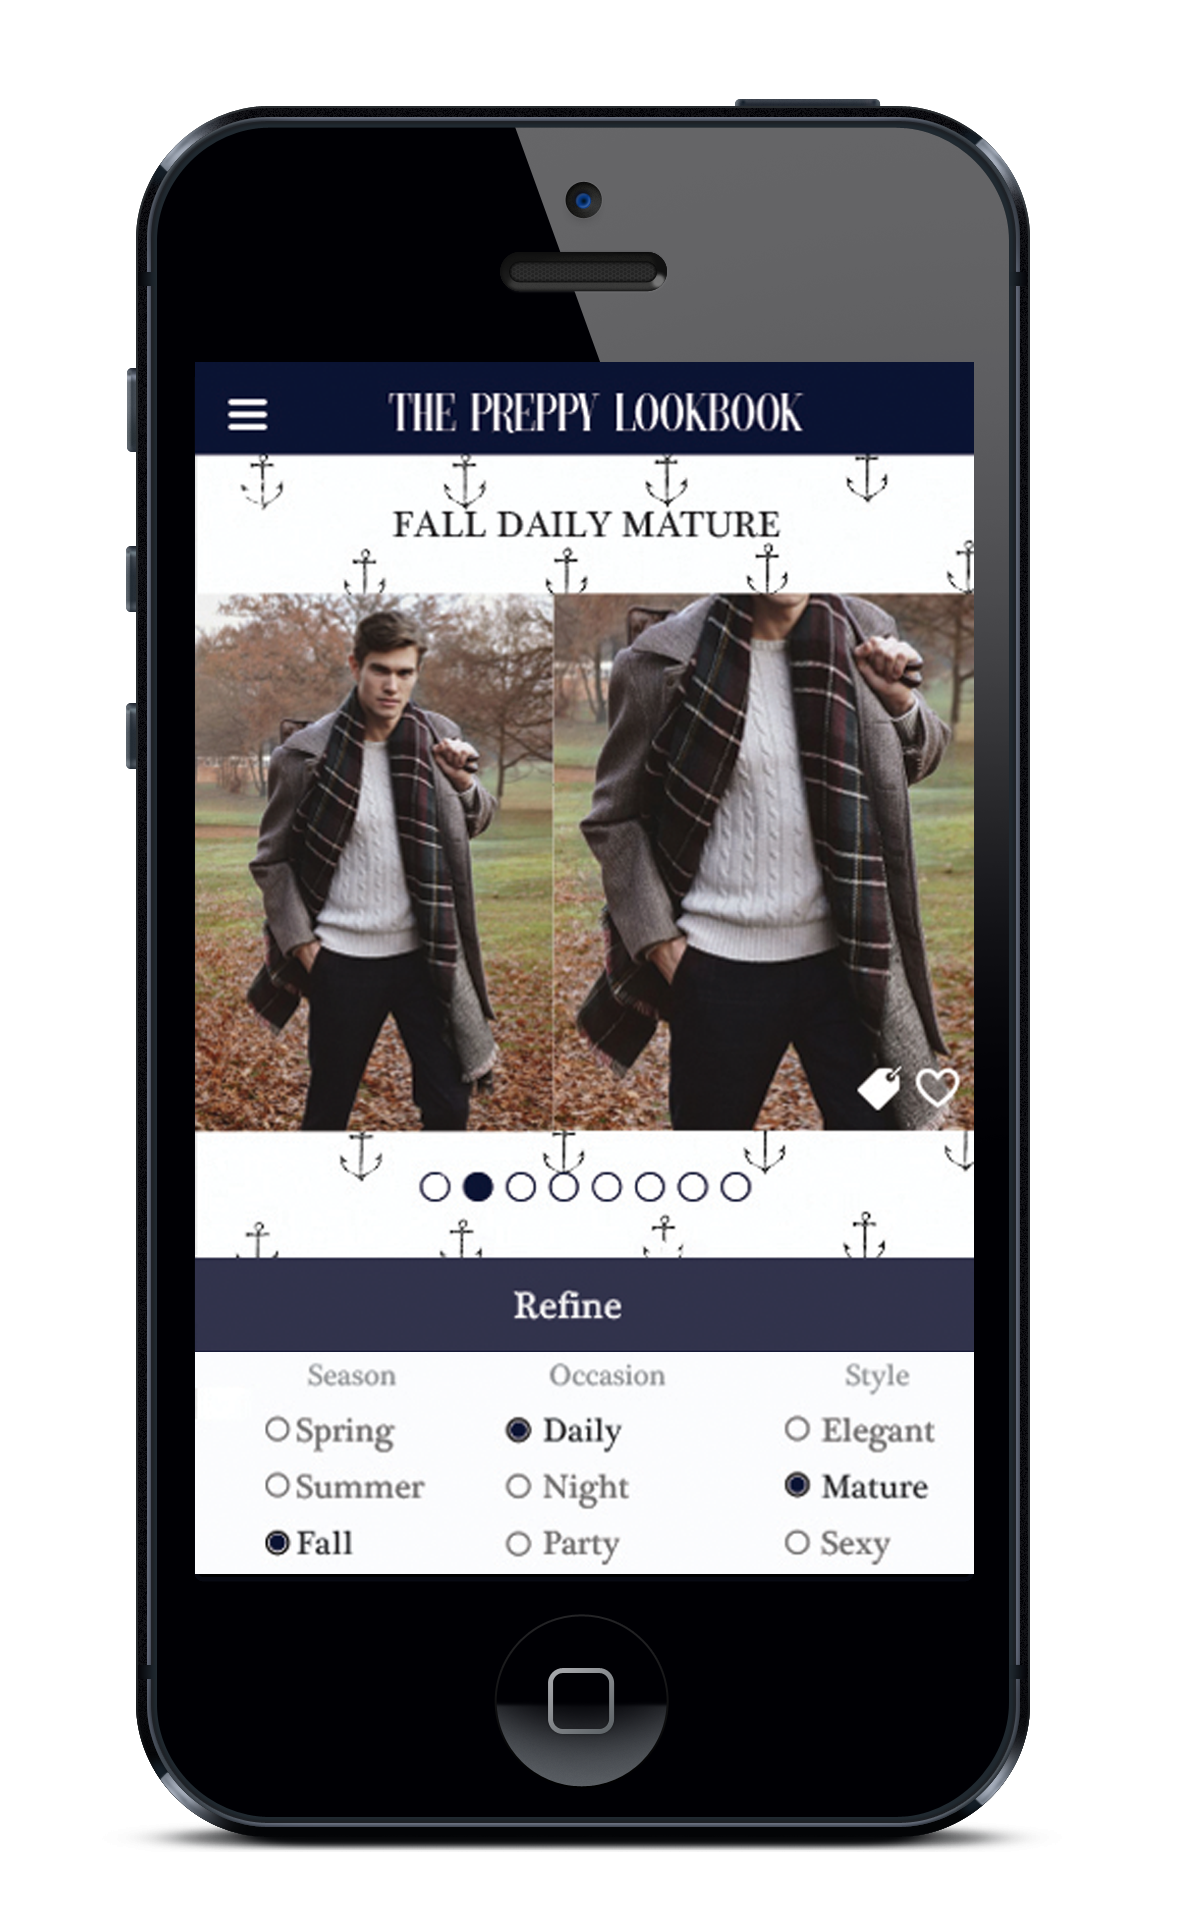 THE PREPPY LOOKBOOK
FALL DAILY MATURE
Refine
Season Occasion Style
Spring Daily Elegant
Summer Night Mature
Fall Party Sexy